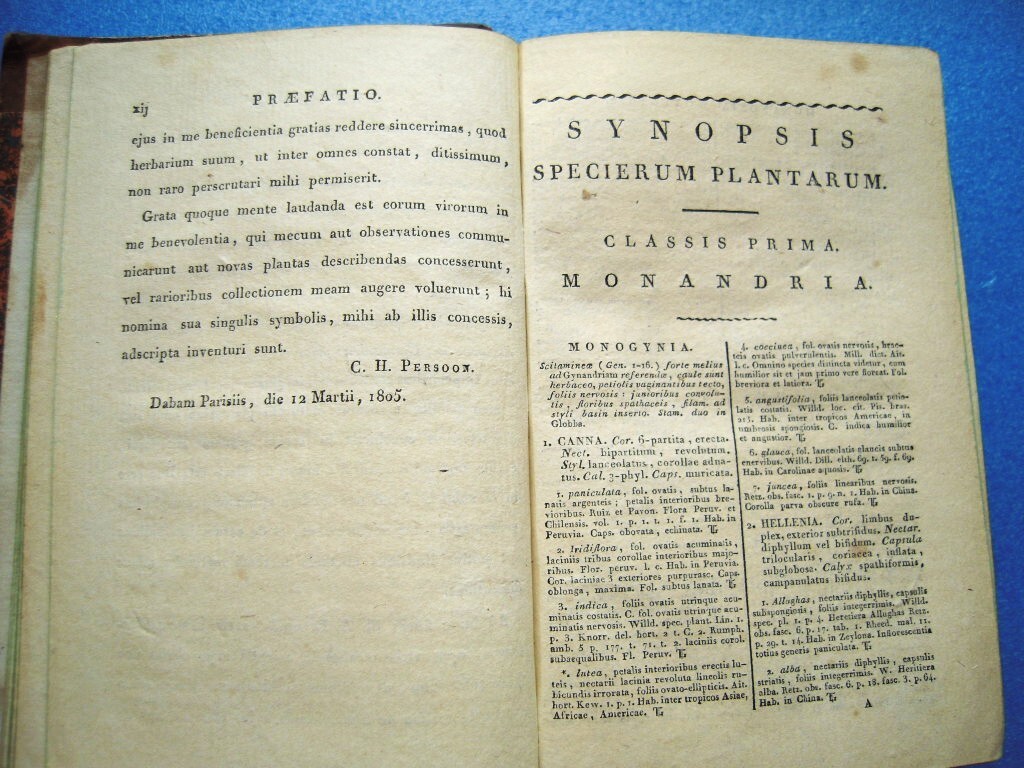 xij
PRÆFATIO.
ejus in me beneficientia gratias reddere sincerrimas, quod
herbarium suum, ut inter omnes constat, ditissimum,
non raro perscrutari mihi permiserit.
Grata quoque mente laudanda est eorum virorum in
me benevolentia, qui mecum aut observationes commu-
nicarunt aut novas plantas describendas concesserunt,
vel rarioribus collectionem meam augere voluerunt; hi
nomina sua singulis symbolis, mihi ab illis concessis,
adscripta inventuri sunt.
C. H. PERSOON.
Dabam Parisiis, die 12 Martii, 1805.
SYNOPSIS
SPECIERUM PLANTARUM.
CLASSIS PRIMA.
MONANDRIA.
MONOGYNIA.
Scitamineæ (Gen. 1-16.) forte melius
ad Gynandriam referendæ, caule sunt
herbaceo, petiolis vaginantibus tecto,
foliis nervosis: junioribus convolu-
tis, floribus spathaceis, filam. ad
styli basin inserto. Stam. duo in
Globba.
1. CANNA. Cor. 6-partita, erecta.
Nect. bipartitum, revolutum.
Styl. lanceolatus, corollae adna-
tus. Cal. 3-phyl. Caps. muricata.
1. paniculata, fol. ovatis, subtus la-
natis argenteis; petalis interioribus bre-
vioribus. Ruiz et Pavon. Flora Peruv. et
Chilensis. vol. 1. p. 1. t. 1. f. 1. Hab. in
Peruvia. Caps. obovata, echinata. ♄
2. Iridiflora, fol. ovatis acuminatis,
laciniis tribus corollae interioribus majo-
ribus. Flor. peruv. l. c. Hab. in Peruvia.
Cor. laciniae 3 exteriores purpurasc. Caps.
oblonga, maxima. Fol. subtus lanata. ♄
3. indica, foliis ovatis utrinque acu-
minatis costatis. C. fol. ovatis utrinque acu-
minatis nervosis. Willd. spec. plant. Lin. 1.
p. 3. Knorr. del. hort. 2 t. C. 2. Rumph.
amb. 5 p. 177. t. 71. t. 2. laciniis corol.
subaequalibus. Fl. Peruv. ♄
*. lutea, petalis interioribus erectis lu-
teis, nectarii lacinia revoluta lineolis ru-
bicundis irrorata, foliis ovato-ellipticis. Ait.
hort. Kew. 1. p. 1. Hab. inter tropicos Asiae,
Africae, Americae. ♄
4. coccinea, fol. ovatis nervosis, brac-
teis ovatis pulverulentis. Mill. dict. Ait.
l. c. Omnino species distincta videtur, cum
humilior sit et jam primo vere floreat. Fol.
breviora et latiora. ♄
5. angustifolia, foliis lanceolatis petio-
latis costatis. Willd. loc. cit. Pis. bras.
213. Hab. inter tropicos Americae, in
umbrosis spongiosis. C. indica humilior
et angustior. ♄
6. glauca, fol. lanceolatis glaucis subtus
enervibus. Willd. Dill. elth. 69. t. 59. f. 69.
Hab. in Carolinae aquosis. ♄
7. juncea, foliis linearibus nervosis.
Retz. obs. fasc. 1. p. 9. n. 1. Hab. in China.
Corolla parva obscure rufa. ♄
2. HELLENIA. Cor. limbus du-
plex, exterior subtrifidus. Nectar.
diphyllum vel bifidum. Capsula
trilocularis, coriacea, inflata,
subglobosa. Calyx spathiformis,
campanulatus bifidus.
1. Allughas, nectariis diphyllis, capsulis
subspongiosis, foliis integerrimis. Willd.
spec. pl. 1. p. 4. Heretiera Allughas Retz.
obs. fasc. 6. p. 17. tab. 1. Rheed. mal. 11.
p. 29. t. 14. Hab. in Zeylona. Inflorescentia
totius generis paniculata. ♄
2. alba, nectariis diphyllis, capsulis
striatis, foliis integerrimis. W. Heritiera
alba. Retz. obs. fasc. 6. p. 18. fasc. 3. p. 64.
Hab. in China. ♄
A